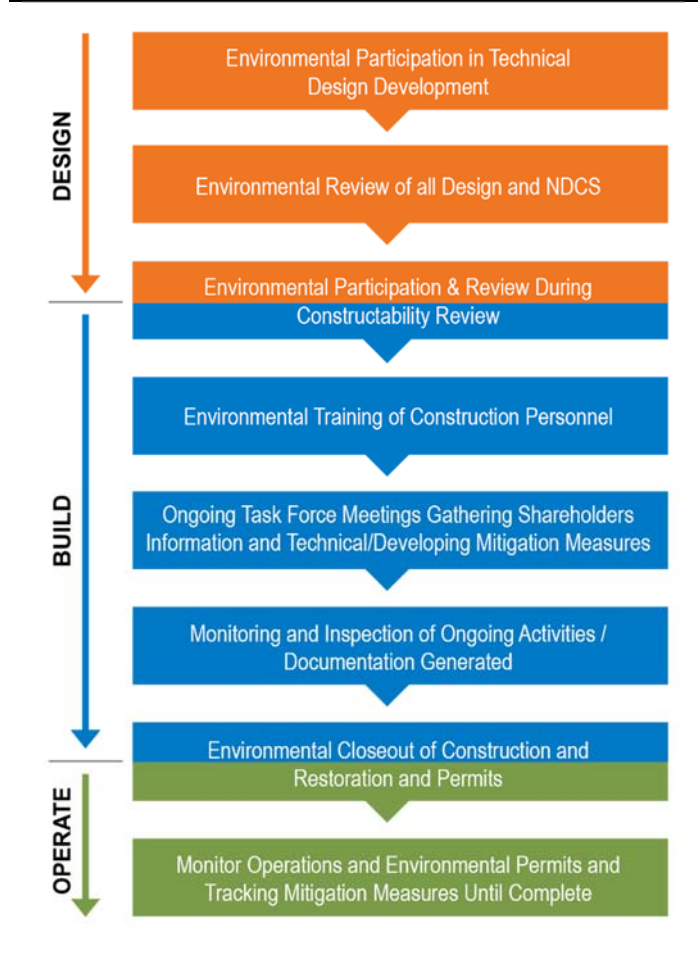 DESIGN
Environmental Participation in Technical
Design Development
Environmental Review of all Design and NDCS
Environmental Participation & Review During
Constructability Review
BUILD
Environmental Training of Construction Personnel
Ongoing Task Force Meetings Gathering Shareholders
Information and Technical/Developing Mitigation Measures
Monitoring and Inspection of Ongoing Activities /
Documentation Generated
Environmental Closeout of Construction and
Restoration and Permits
OPERATE
Monitor Operations and Environmental Permits and
Tracking Mitigation Measures Until Complete